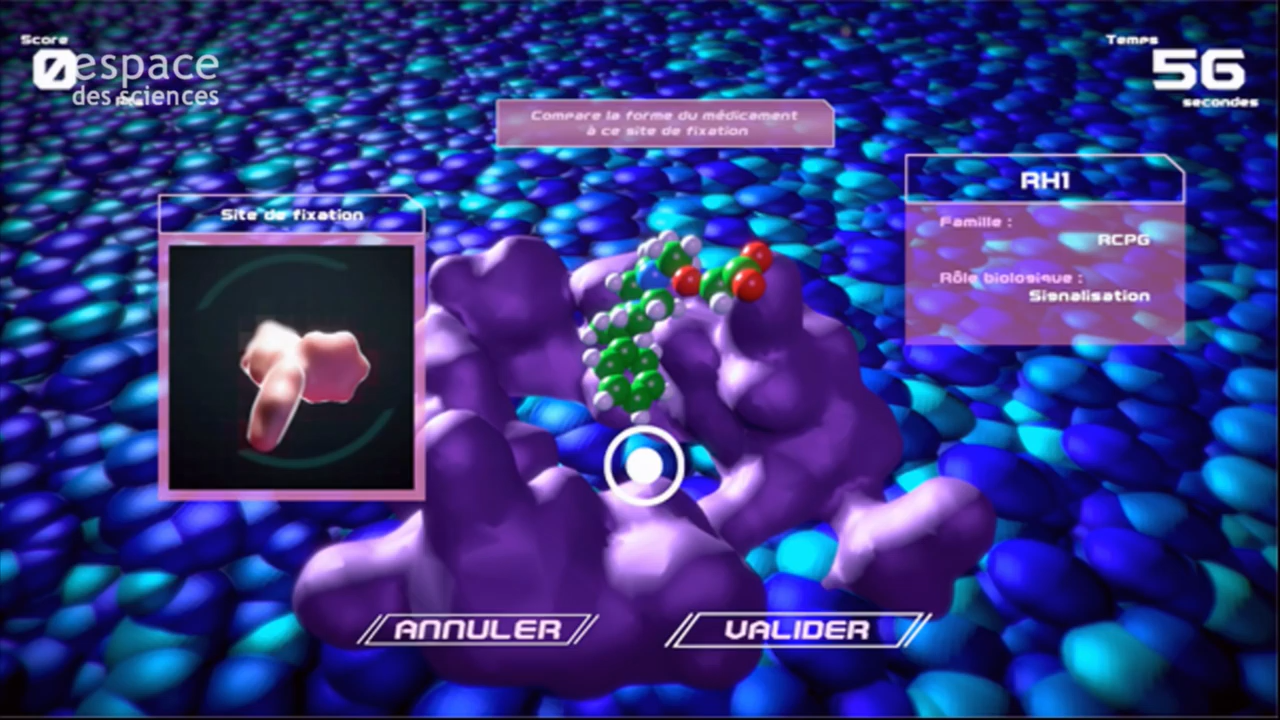 Score
0
espace
des sciences
Temps
56
secondes
Compare la forme du médicament
à ce site de fixation
RH1
Famille :
RCPG
Rôle biologique :
Signalisation
Site de fixation
ANNULER
VALIDER